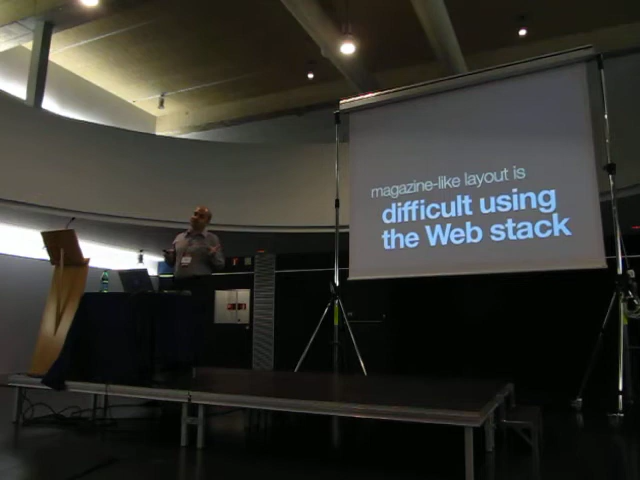 magazine-like layout is
difficult using
the Web stack